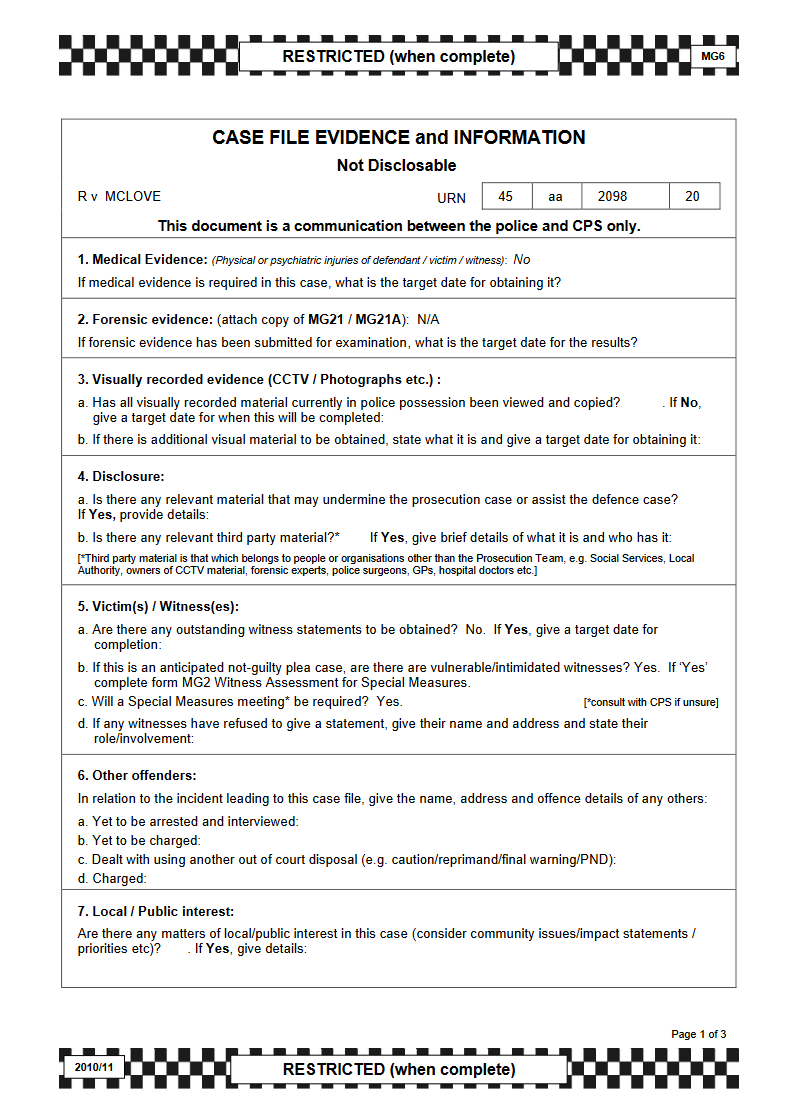 RESTRICTED (when complete)
MG6
CASE FILE EVIDENCE and INFORMATION
Not Disclosable
R v  MCLOVE
URN 45 aa 2098 20
This document is a communication between the police and CPS only.
1. Medical Evidence: (Physical or psychiatric injuries of defendant / victim / witness):  No
If medical evidence is required in this case, what is the target date for obtaining it?
2. Forensic evidence: (attach copy of MG21 / MG21A):  N/A
If forensic evidence has been submitted for examination, what is the target date for the results?
3. Visually recorded evidence (CCTV / Photographs etc.) :
a. Has all visually recorded material currently in police possession been viewed and copied?          . If No,
give a target date for when this will be completed:
b. If there is additional visual material to be obtained, state what it is and give a target date for obtaining it:
4. Disclosure:
a. Is there any relevant material that may undermine the prosecution case or assist the defence case?
If Yes, provide details:
b. Is there any relevant third party material?*       If Yes, give brief details of what it is and who has it:
[*Third party material is that which belongs to people or organisations other than the Prosecution Team, e.g. Social Services, Local
Authority, owners of CCTV material, forensic experts, police surgeons, GPs, hospital doctors etc.]
5. Victim(s) / Witness(es):
a. Are there any outstanding witness statements to be obtained?  No.  If Yes, give a target date for
completion:
b. If this is an anticipated not-guilty plea case, are there are vulnerable/intimidated witnesses? Yes.  If ‘Yes’
complete form MG2 Witness Assessment for Special Measures.
c. Will a Special Measures meeting* be required?  Yes. [*consult with CPS if unsure]
d. If any witnesses have refused to give a statement, give their name and address and state their
role/involvement:
6. Other offenders:
In relation to the incident leading to this case file, give the name, address and offence details of any others:
a. Yet to be arrested and interviewed:
b. Yet to be charged:
c. Dealt with using another out of court disposal (e.g. caution/reprimand/final warning/PND):
d. Charged:
7. Local / Public interest:
Are there any matters of local/public interest in this case (consider community issues/impact statements /
priorities etc)?       . If Yes, give details:
Page 1 of 3
2010/11
RESTRICTED (when complete)